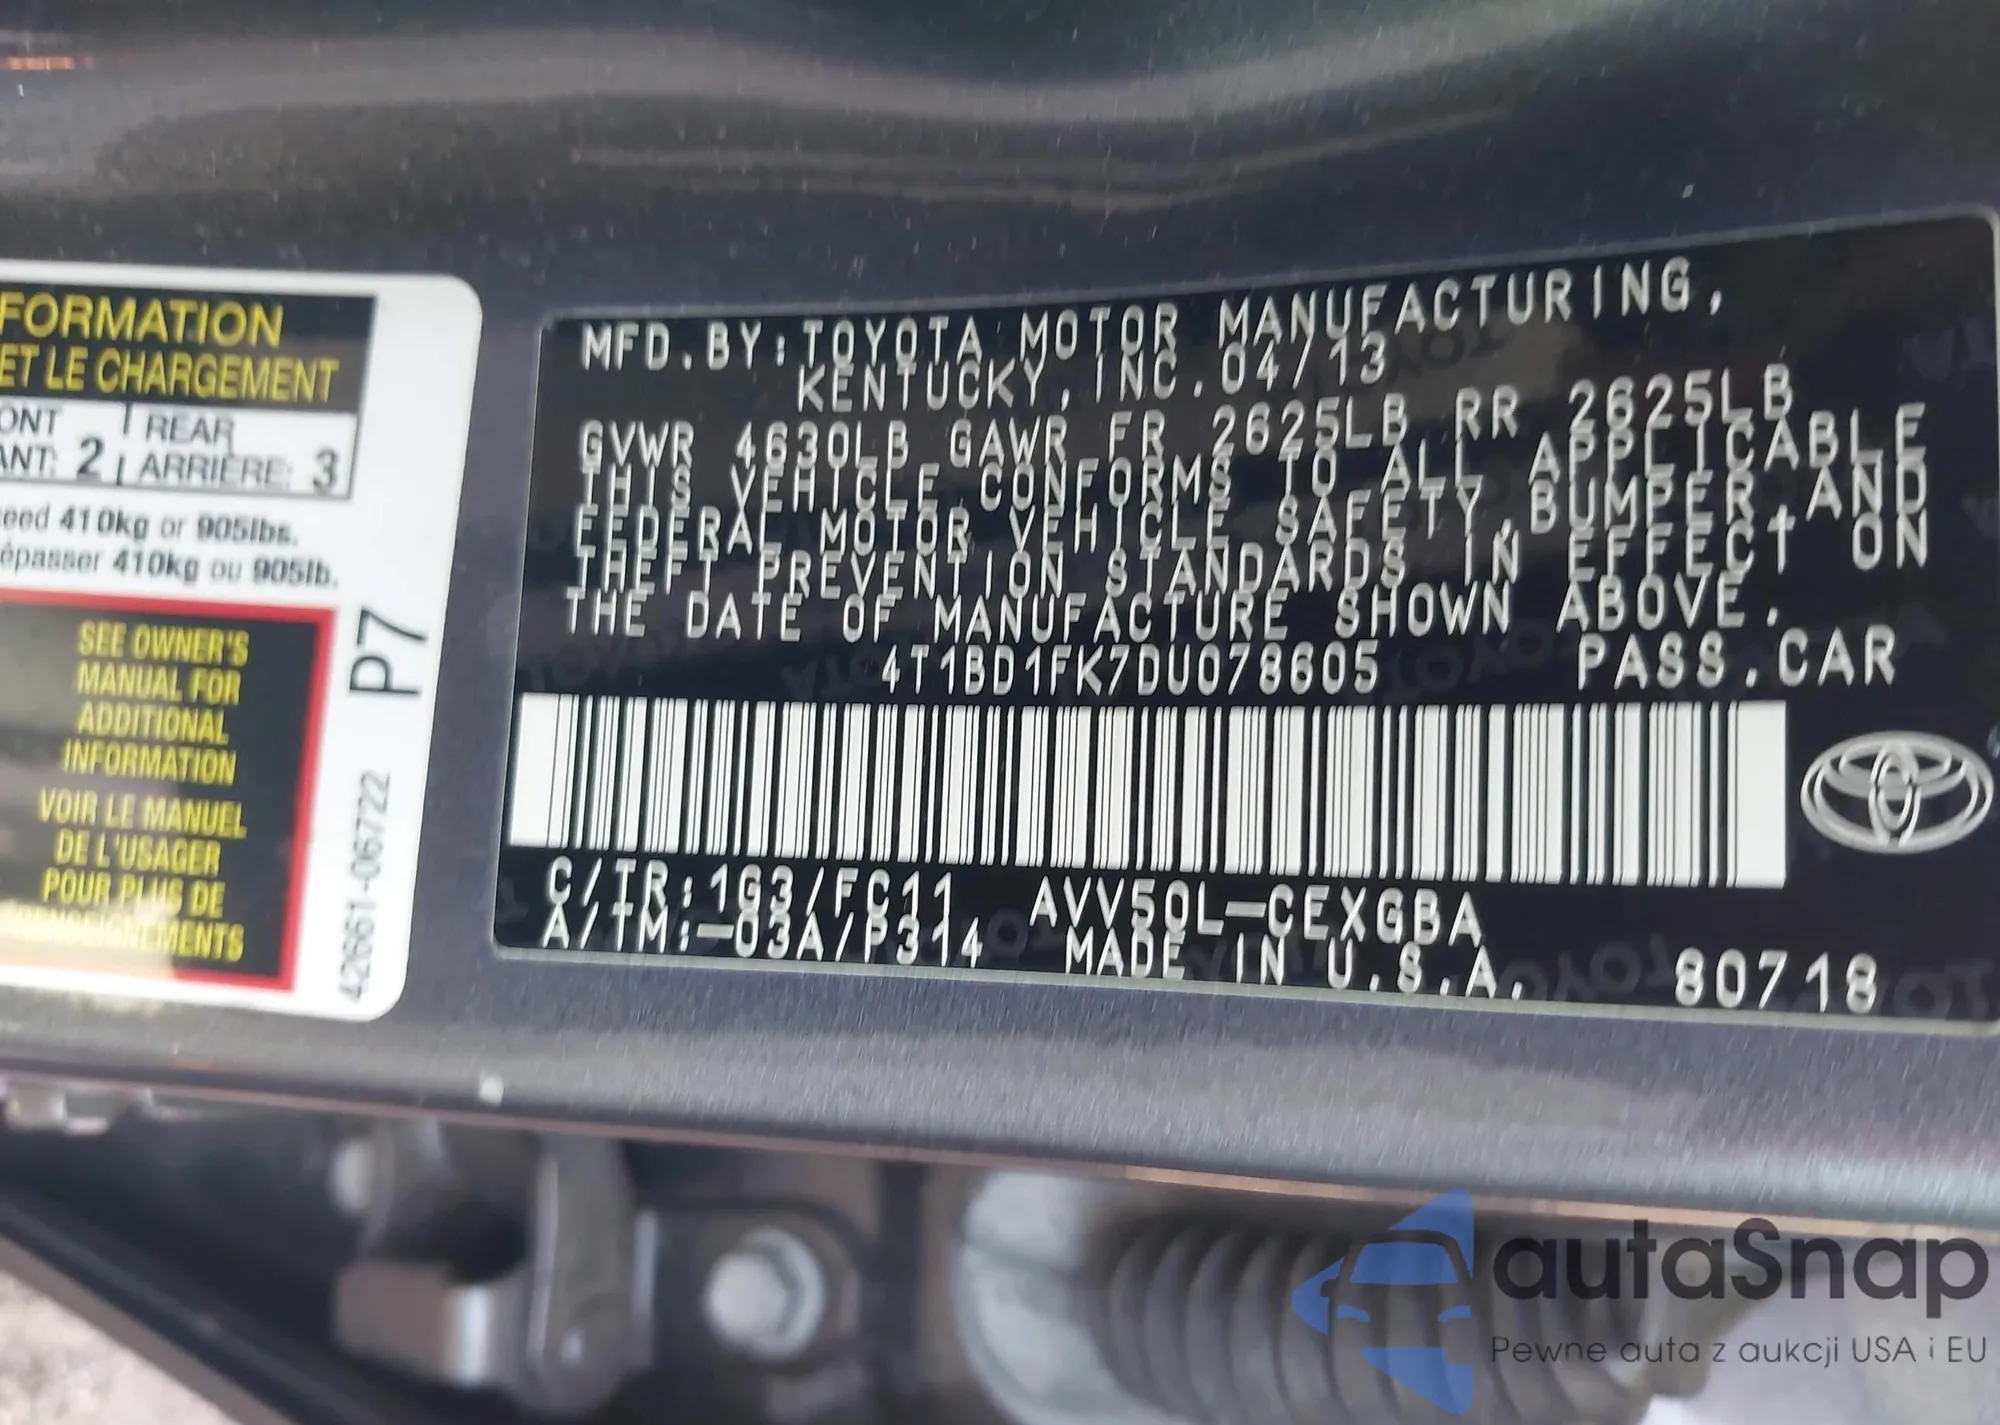 FORMATION
ET LE CHARGEMENT
ONT
REAR
ANT: 2
ARRIÈRE: 3
eed 410kg or 905lbs.
épasser 410kg ou 905lb.
SEE OWNER'S
MANUAL FOR
ADDITIONAL
INFORMATION
VOIR LE MANUEL
DE L'USAGER
POUR PLUS DE
RENSEIGNEMENTS
P7
42661-06722
MFD.BY:TOYOTA MOTOR MANUFACTURING,
KENTUCKY,INC.04/13
GVWR 4630LB GAWR FR 2625LB RR 2625LB
THIS VEHICLE CONFORMS TO ALL APPLICABLE
FEDERAL MOTOR VEHICLE SAFETY,BUMPER,AND
THEFT PREVENTION STANDARDS IN EFFECT ON
THE DATE OF MANUFACTURE SHOWN ABOVE.
4T1BD1FK7DU078605 PASS.CAR
C/TR:1G3/FC11 AVV50L-CEXGBA
A/TM:-03A/P314 MADE IN U.S.A. 80718
autaSnap
Pewne auta z aukcji USA i EU